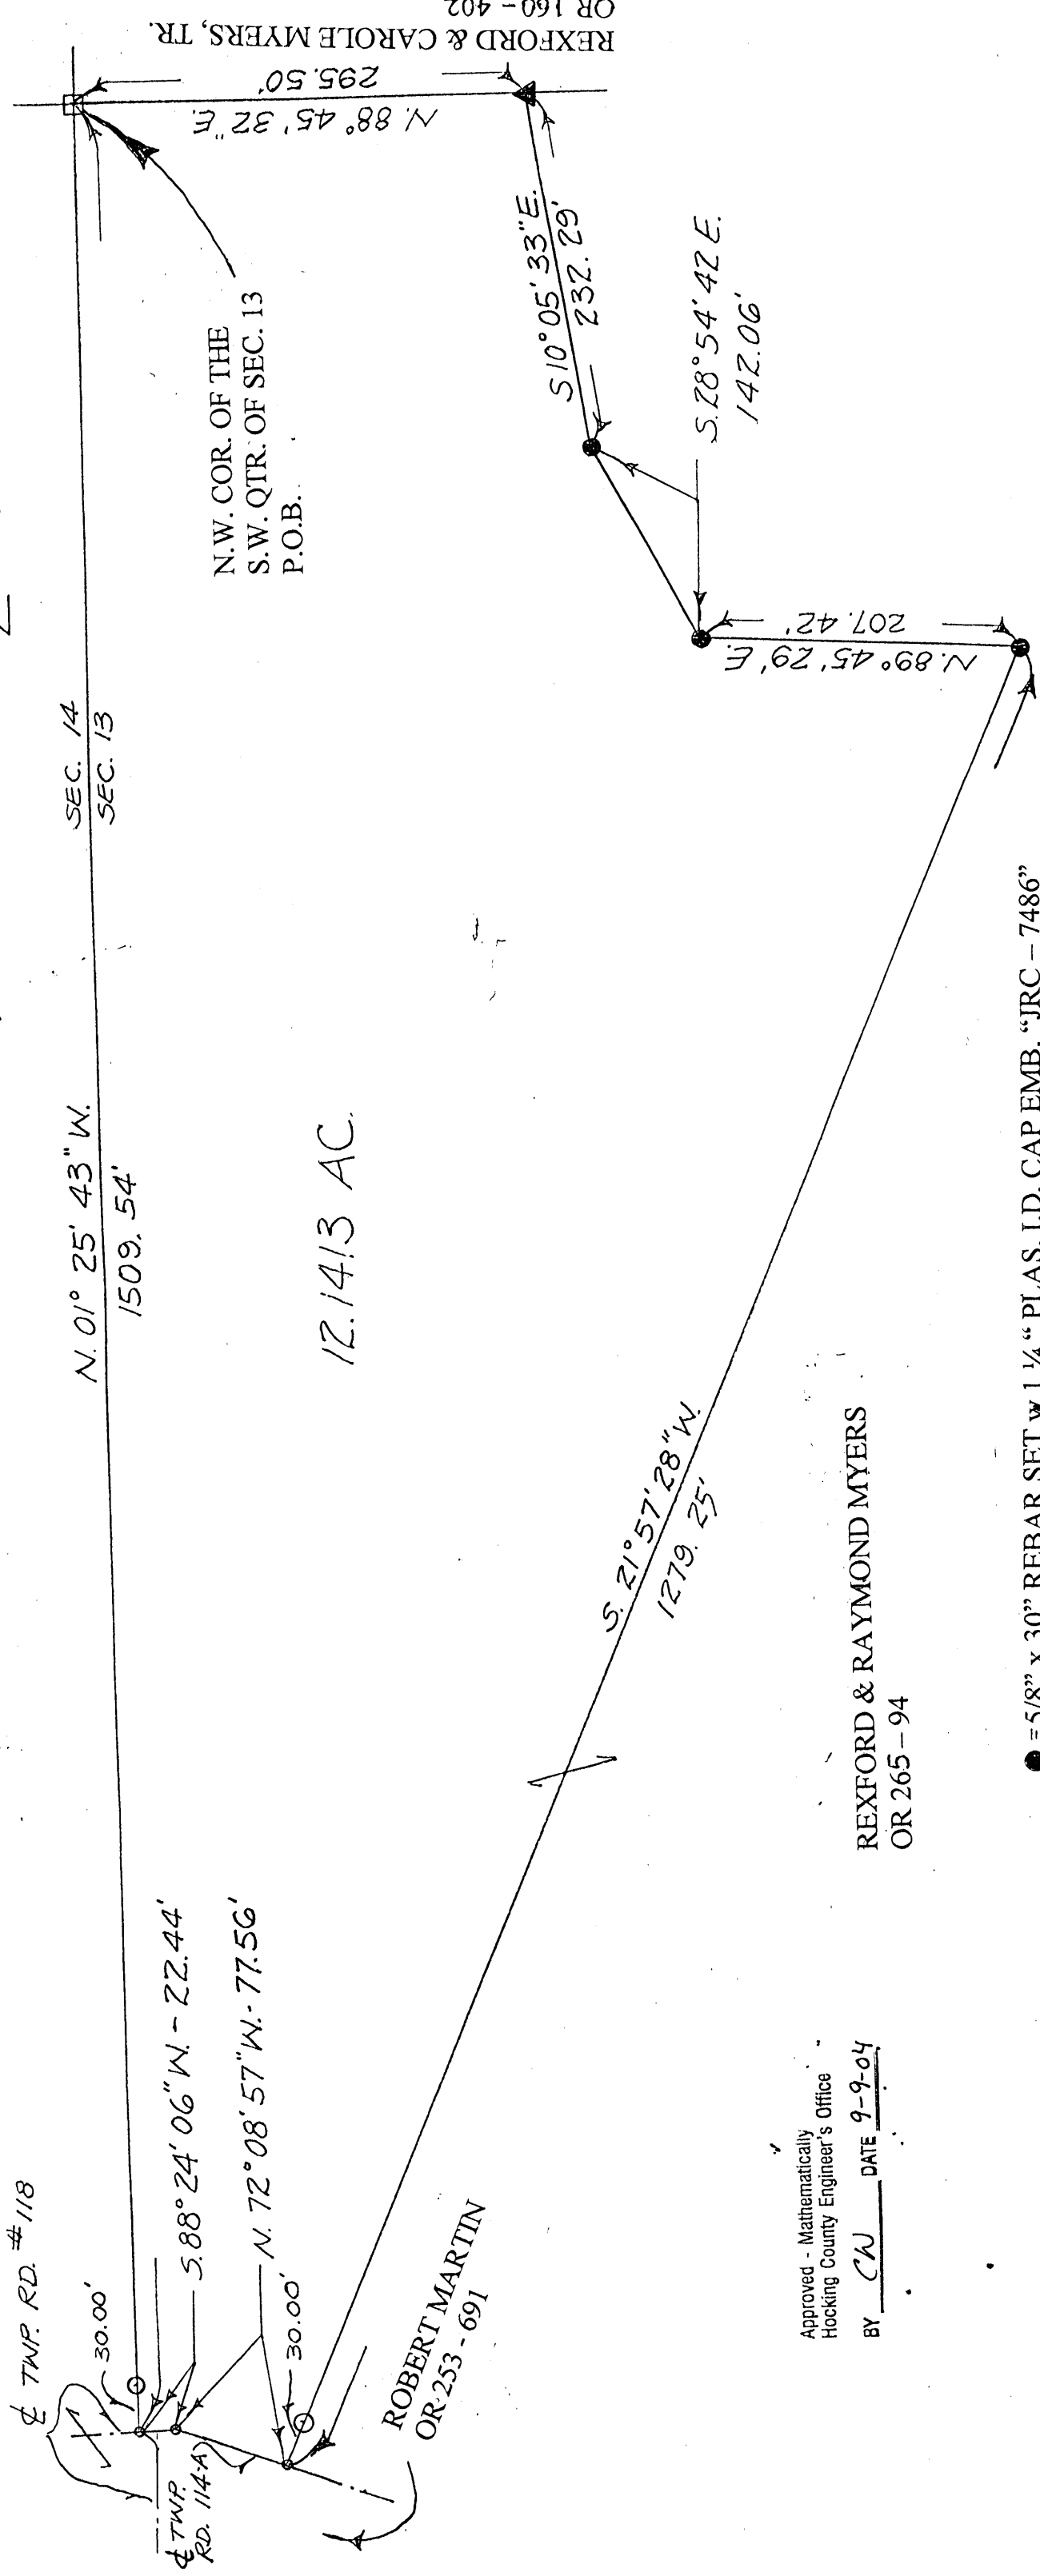 REXFORD & CAROLE MYERS, TR.
OR 160 - 402
295.50'
N. 88° 45' 32" E.
N.W. COR. OF THE
S.W. QTR. OF SEC. 13
P.O.B.
S 10° 05' 33" E.
232.29'
S. 28° 54' 42 E.
142.06'
207.42'
N. 89° 45' 29' E.
SEC. 14
SEC. 13
N. 01° 25' 43" W.
1509.54'
12.1413 AC.
S. 21° 57' 28" W.
1279.25'
REXFORD & RAYMOND MYERS
OR 265 – 94
● = 5/8" x 30" REBAR SET w 1 ¼ " PLAS. I.D. CAP EMB. "JRC – 7486"
℄ TWP. RD. #118
30.00'
S. 88° 24' 06" W. - 22.44'
N. 72° 08' 57" W. - 77.56'
30.00'
℄ TWP.
RD. 114-A
ROBERT MARTIN
OR 253 - 691
Approved - Mathematically
Hocking County Engineer's Office
BY CW DATE 9-9-04